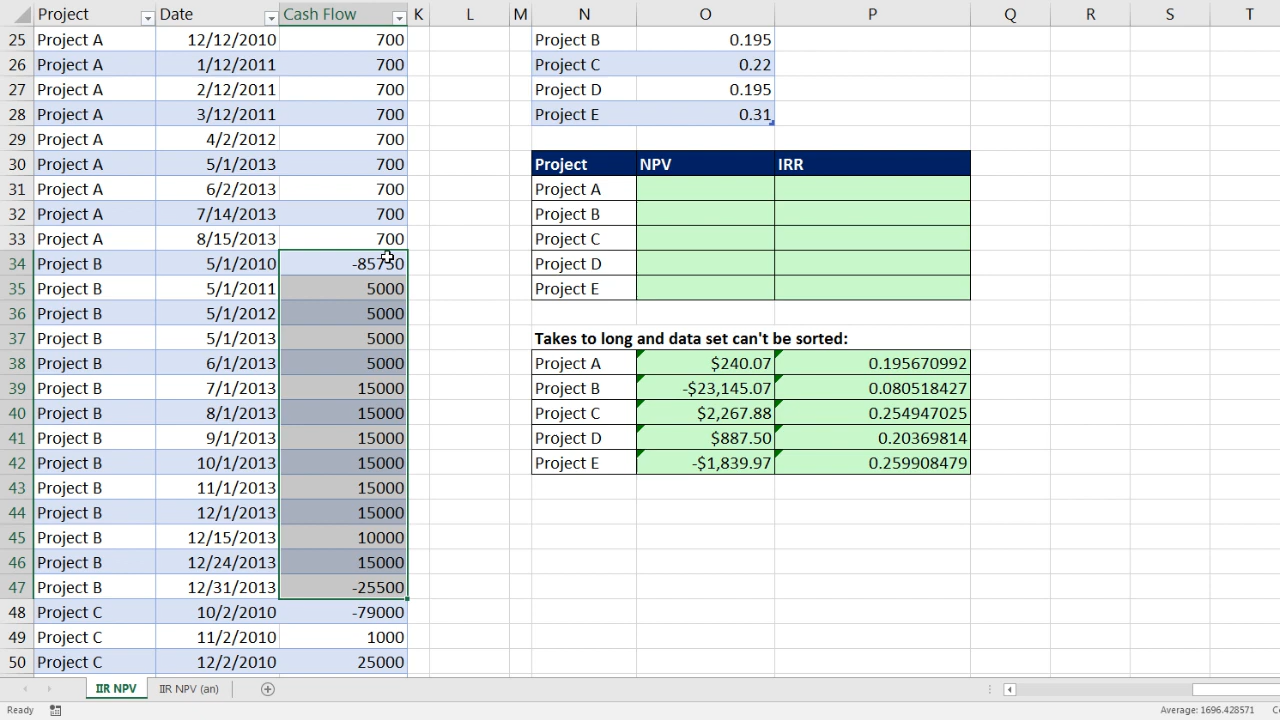 Project Date Cash Flow K L M N O P Q R S T
25 Project A 12/12/2010 700 Project B 0.195
26 Project A 1/12/2011 700 Project C 0.22
27 Project A 2/12/2011 700 Project D 0.195
28 Project A 3/12/2011 700 Project E 0.31
29 Project A 4/2/2012 700
30 Project A 5/1/2013 700 Project NPV IRR
31 Project A 6/2/2013 700 Project A
32 Project A 7/14/2013 700 Project B
33 Project A 8/15/2013 700 Project C
34 Project B 5/1/2010 -85750 Project D
35 Project B 5/1/2011 5000 Project E
36 Project B 5/1/2012 5000
37 Project B 5/1/2013 5000 Takes to long and data set can't be sorted:
38 Project B 6/1/2013 5000 Project A $240.07 0.195670992
39 Project B 7/1/2013 15000 Project B -$23,145.07 0.080518427
40 Project B 8/1/2013 15000 Project C $2,267.88 0.254947025
41 Project B 9/1/2013 15000 Project D $887.50 0.20369814
42 Project B 10/1/2013 15000 Project E -$1,839.97 0.259908479
43 Project B 11/1/2013 15000
44 Project B 12/1/2013 15000
45 Project B 12/15/2013 10000
46 Project B 12/24/2013 15000
47 Project B 12/31/2013 -25500
48 Project C 10/2/2010 -79000
49 Project C 11/2/2010 1000
50 Project C 12/2/2010 25000
IIR NPV IIR NPV (an)
Ready Average: 1696.428571